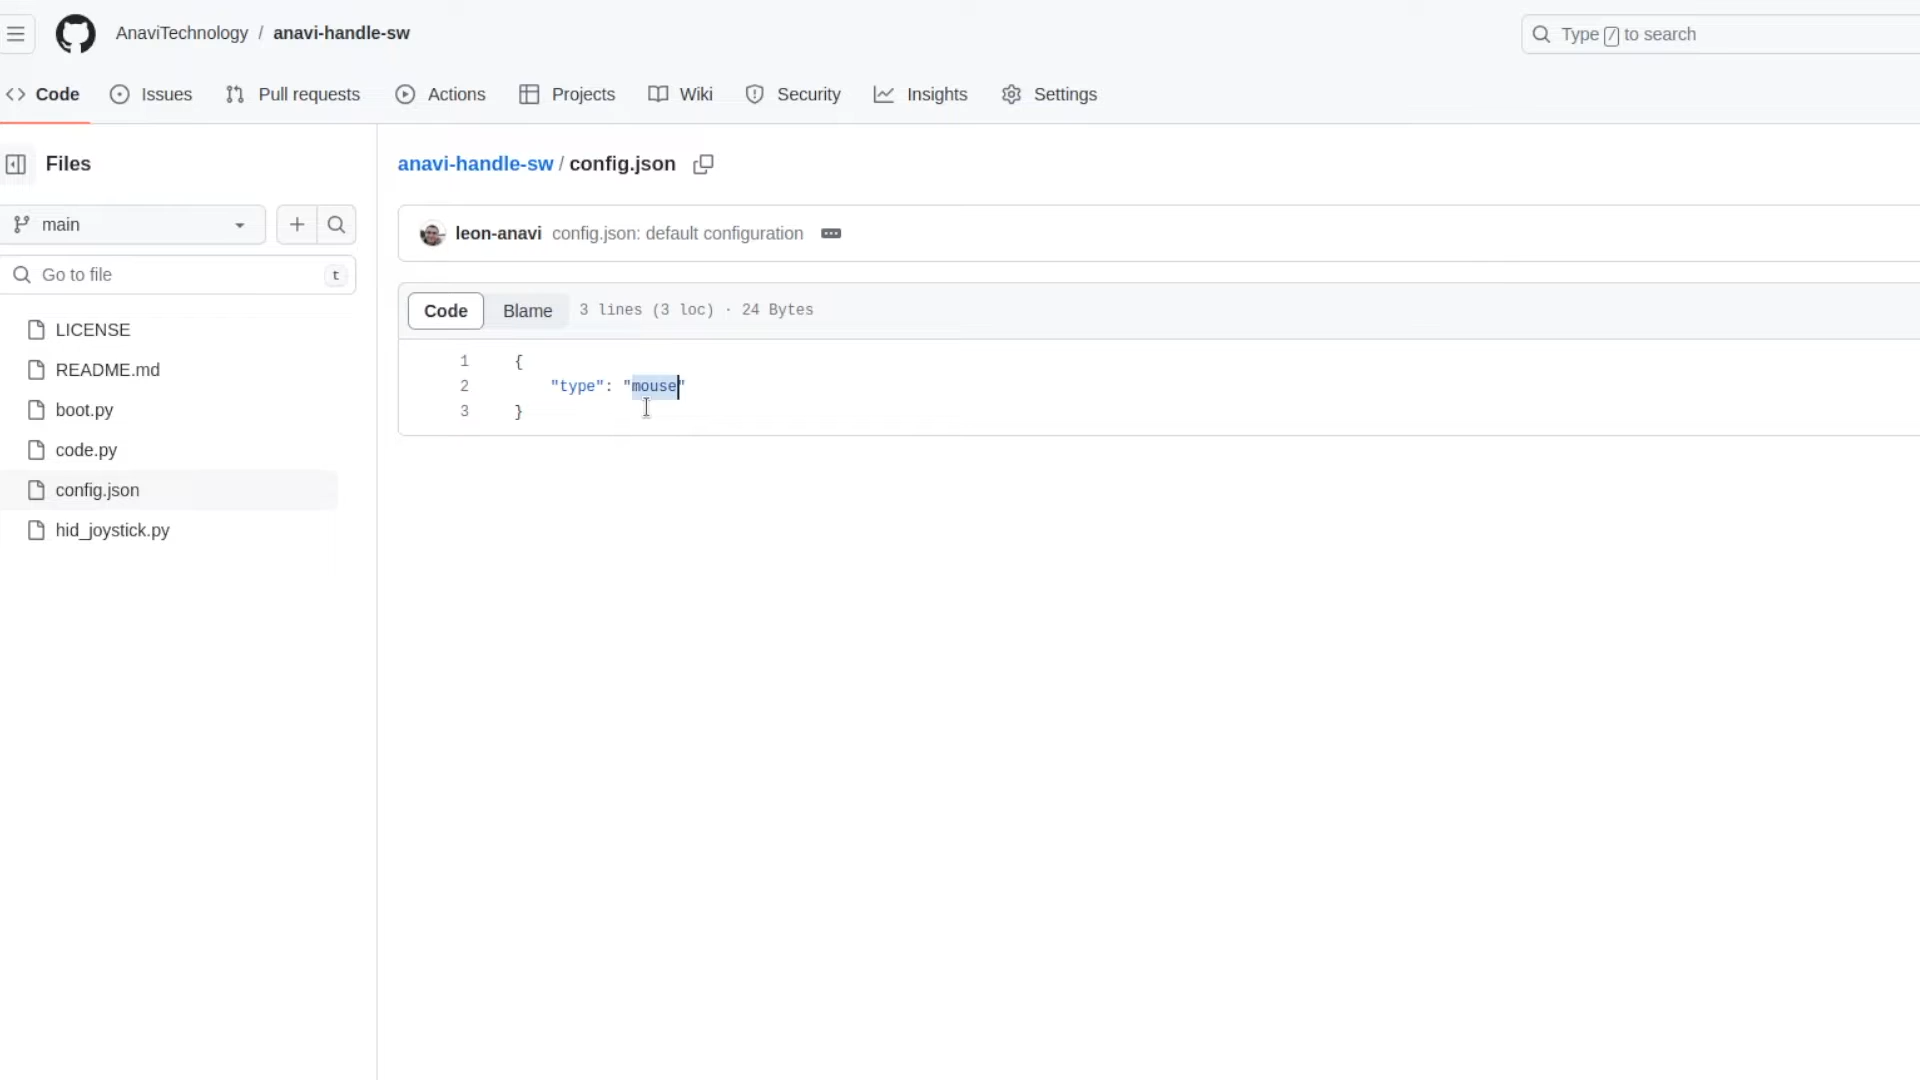 AnaviTechnology / anavi-handle-sw
Type / to search
Code Issues Pull requests Actions Projects Wiki Security Insights Settings
Files
main
Go to file t
LICENSE
README.md
boot.py
code.py
config.json
hid_joystick.py
anavi-handle-sw / config.json
leon-anavi config.json: default configuration
Code Blame 3 lines (3 loc) · 24 Bytes
1 {
2 "type": "mouse"
3 }